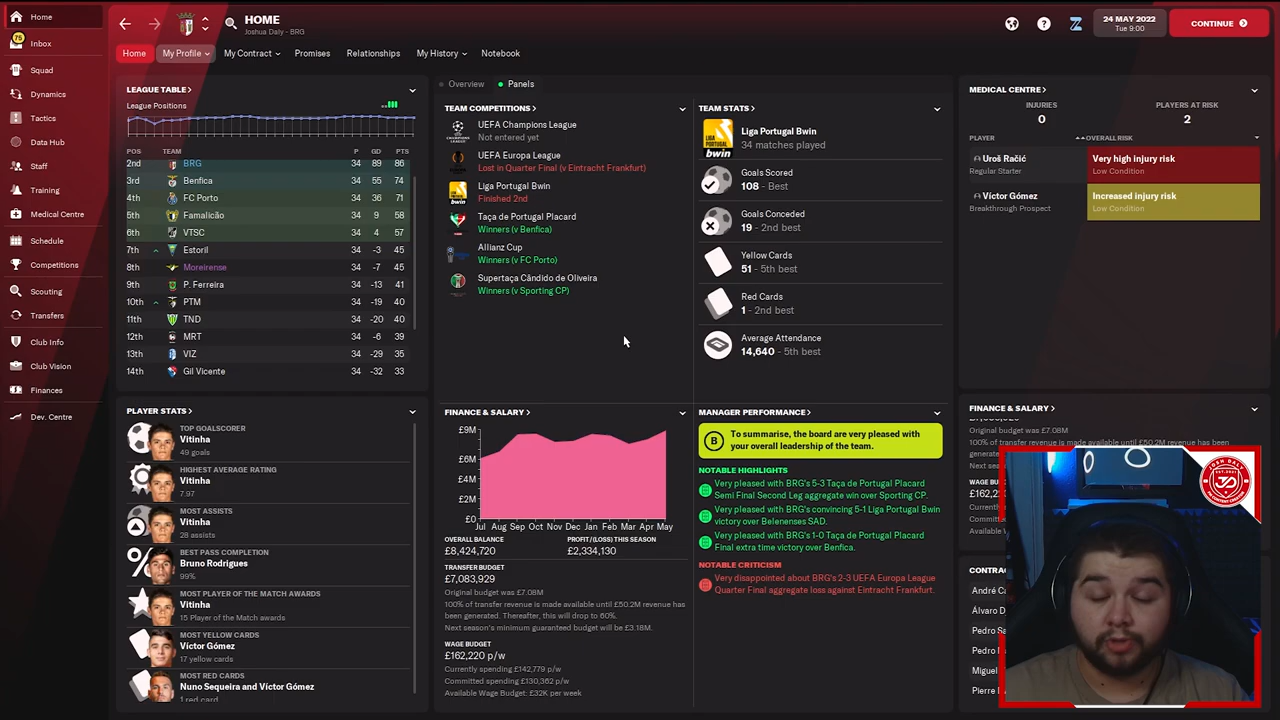 Home
HOME
Joshua Daly - BRG
24 MAY 2022
Tue 9:00
CONTINUE
75
Inbox
Home
My Profile
My Contract
Promises
Relationships
My History
Notebook
Squad
Dynamics
Tactics
Data Hub
Staff
Training
Medical Centre
Schedule
Competitions
Scouting
Transfers
Club Info
Club Vision
Finances
Dev. Centre
LEAGUE TABLE
League Positions
POS TEAM P GD PTS
2nd BRG 34 89 86
3rd Benfica 34 55 74
4th FC Porto 34 36 71
5th Famalicão 34 9 58
6th VTSC 34 4 57
7th Estoril 34 -3 45
8th Moreirense 34 -7 45
9th P. Ferreira 34 -13 41
10th PTM 34 -19 40
11th TND 34 -20 40
12th MRT 34 -6 39
13th VIZ 34 -29 35
14th Gil Vicente 34 -32 33
PLAYER STATS
TOP GOALSCORER
Vitinha
49 goals
HIGHEST AVERAGE RATING
Vitinha
7.97
MOST ASSISTS
Vitinha
28 assists
BEST PASS COMPLETION
Bruno Rodrigues
99%
MOST PLAYER OF THE MATCH AWARDS
Vitinha
15 Player of the Match awards
MOST YELLOW CARDS
Víctor Gómez
17 yellow cards
MOST RED CARDS
Nuno Sequeira and Víctor Gómez
1 red card
Overview
Panels
TEAM COMPETITIONS
UEFA Champions League
Not entered yet
UEFA Europa League
Lost in Quarter Final (v Eintracht Frankfurt)
Liga Portugal Bwin
Finished 2nd
Taça de Portugal Placard
Winners (v Benfica)
Allianz Cup
Winners (v FC Porto)
Supertaça Cândido de Oliveira
Winners (v Sporting CP)
TEAM STATS
Liga Portugal Bwin
34 matches played
Goals Scored
108 - Best
Goals Conceded
19 - 2nd best
Yellow Cards
51 - 5th best
Red Cards
1 - 2nd best
Average Attendance
14,640 - 5th best
FINANCE & SALARY
£9M
£6M
£4M
£2M
£0
Jul Aug Sep Oct Nov Dec Jan Feb Mar Apr May
OVERALL BALANCE
£8,424,720
PROFIT/(LOSS) THIS SEASON
£2,334,130
TRANSFER BUDGET
£7,083,929
Original budget was £7.08M
100% of transfer revenue is made available until £50.2M revenue has
been generated. Thereafter, this will drop to 60%.
Next season's minimum guaranteed budget will be £3.18M.
WAGE BUDGET
£162,220 p/w
Currently spending £142,779 p/w
Committed spending £130,362 p/w
Available Wage Budget: £32K per week
MANAGER PERFORMANCE
B
To summarise, the board are very pleased with
your overall leadership of the team.
NOTABLE HIGHLIGHTS
Very pleased with BRG's 5-3 Taça de Portugal Placard
Semi Final Second Leg aggregate win over Sporting CP.
Very pleased with BRG's convincing 5-1 Liga Portugal Bwin
victory over Belenenses SAD.
Very pleased with BRG's 1-0 Taça de Portugal Placard
Final extra time victory over Benfica.
NOTABLE CRITICISM
Very disappointed about BRG's 2-3 UEFA Europa League
Quarter Final aggregate loss against Eintracht Frankfurt.
MEDICAL CENTRE
INJURIES
0
PLAYERS AT RISK
2
PLAYER OVERALL RISK
Uroš Račić
Regular Starter
Very high injury risk
Low Condition
Víctor Gómez
Breakthrough Prospect
Increased injury risk
Low Condition
FINANCE & SALARY
Original budget was £7.08M
100% of
generated
Next sea
WAGE B
£162,2
Currently
Committ
Available
CONTRA
André C
Álvaro D
Pedro Sa
Pedro
Miguel
Pierre
JOSH DALY
EST.2021
JD